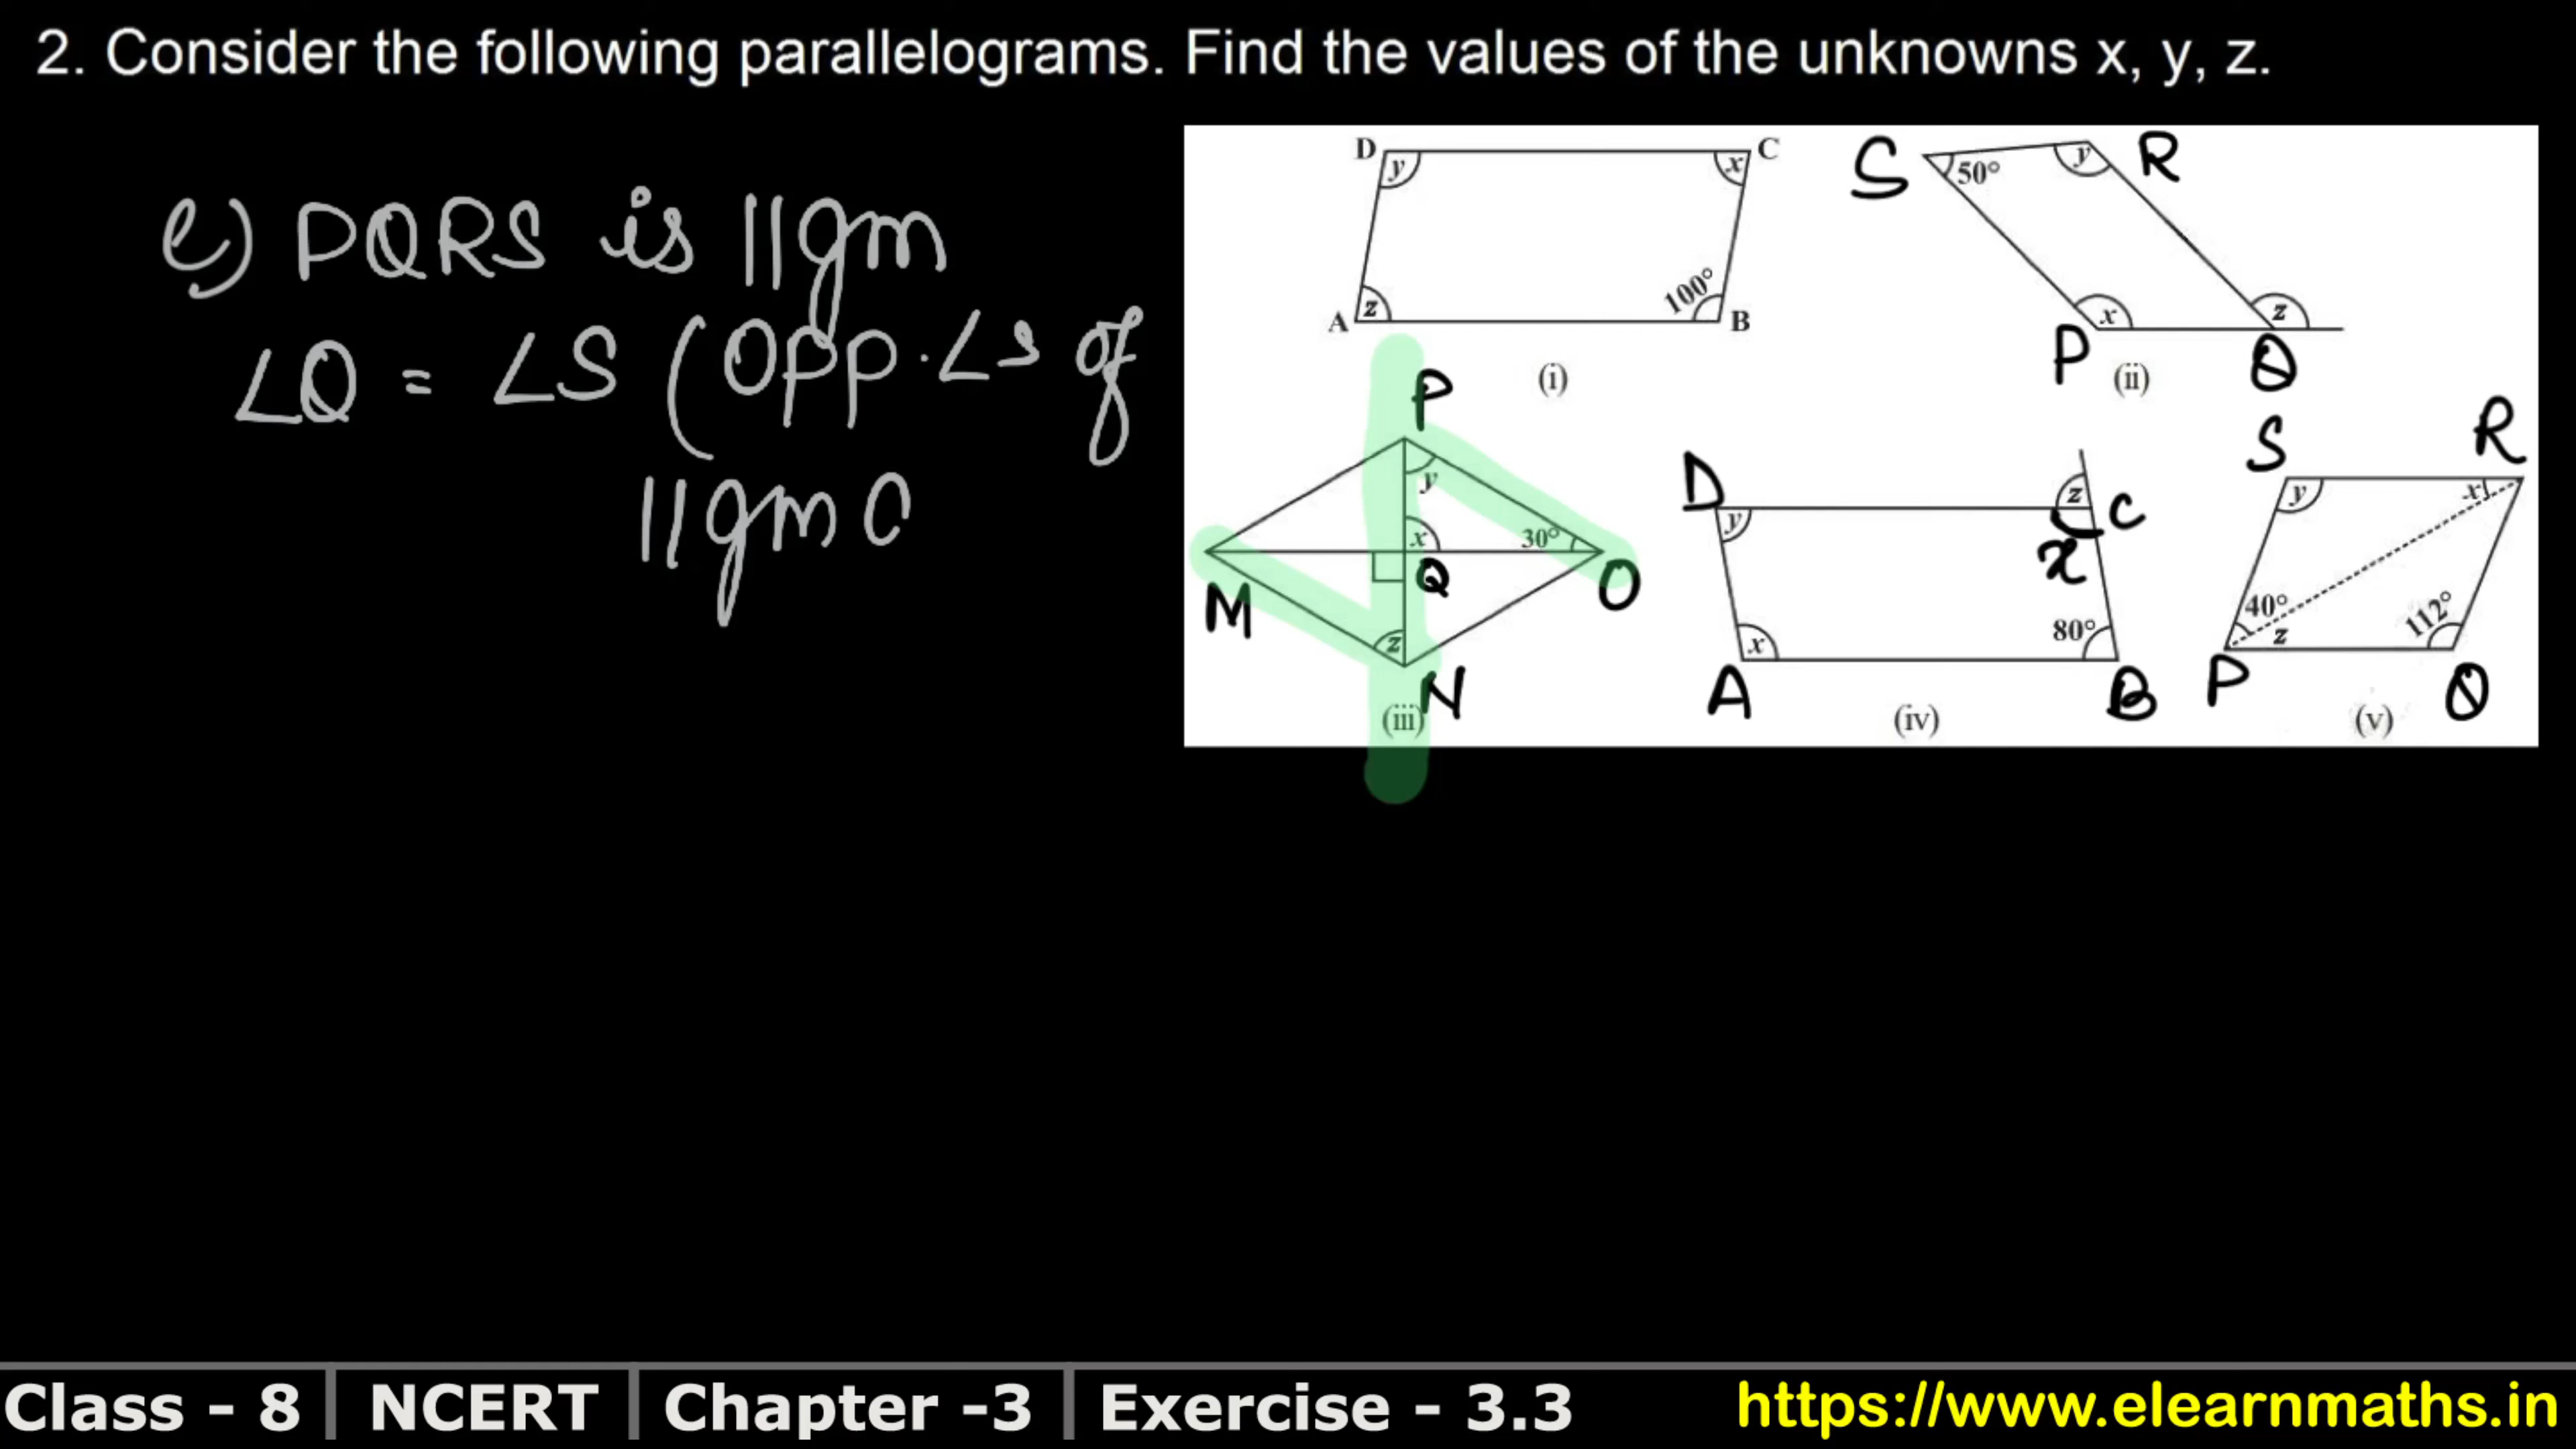 2. Consider the following parallelograms. Find the values of the unknowns x, y, z.
e) PQRS is ||gm
∠Q = ∠S (Opp. ∠s of
||gm
D y x C
z 100°
A B
(i)
S 50° y R
x z
P Q
(ii)
P
y
x 30°
M Q O
z
N
(iii)
D z C
y x
x 80°
A B
(iv)
S R
y x
40° z 112°
P Q
(v)
Class - 8 | NCERT | Chapter -3 | Exercise - 3.3 https://www.elearnmaths.in